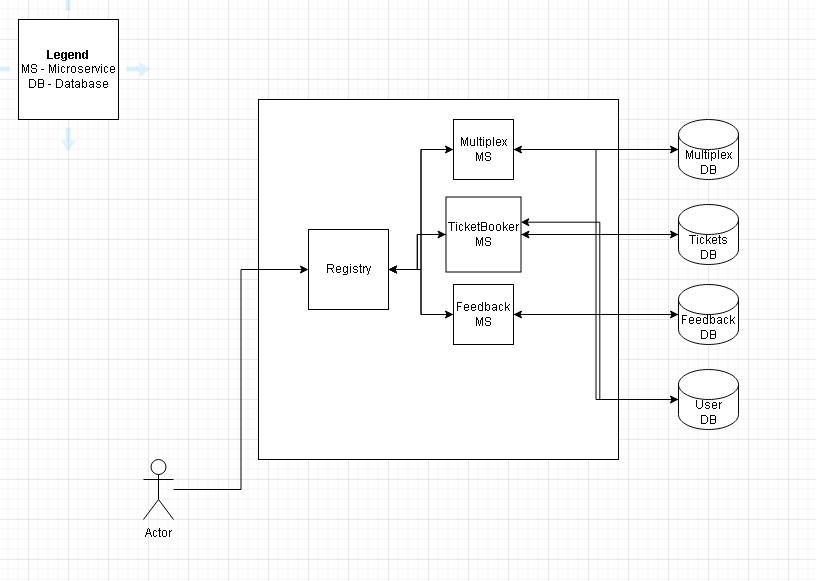 Legend
MS - Microservice
DB - Database
Multiplex
MS
Multiplex
DB
TicketBooker
MS
Tickets
DB
Registry
Feedback
MS
Feedback
DB
User
DB
Actor